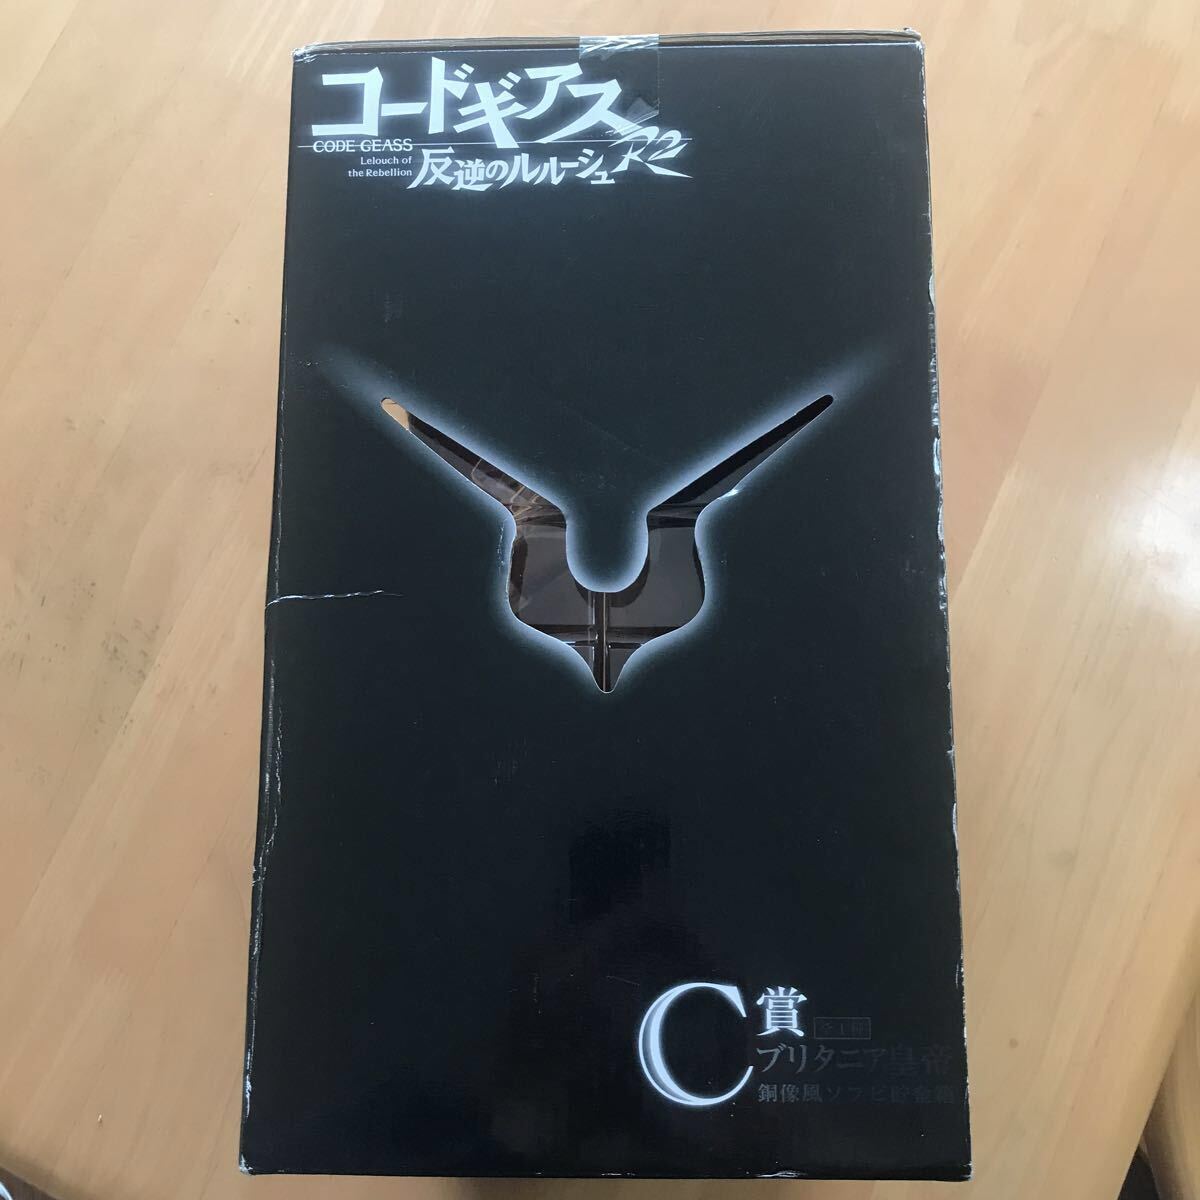 コードギアス
CODE GEASS
Lelouch of
the Rebellion
反逆のルルーシュ R2
C賞
全1種
ブリタニア皇帝
銅像風ソフビ貯金箱